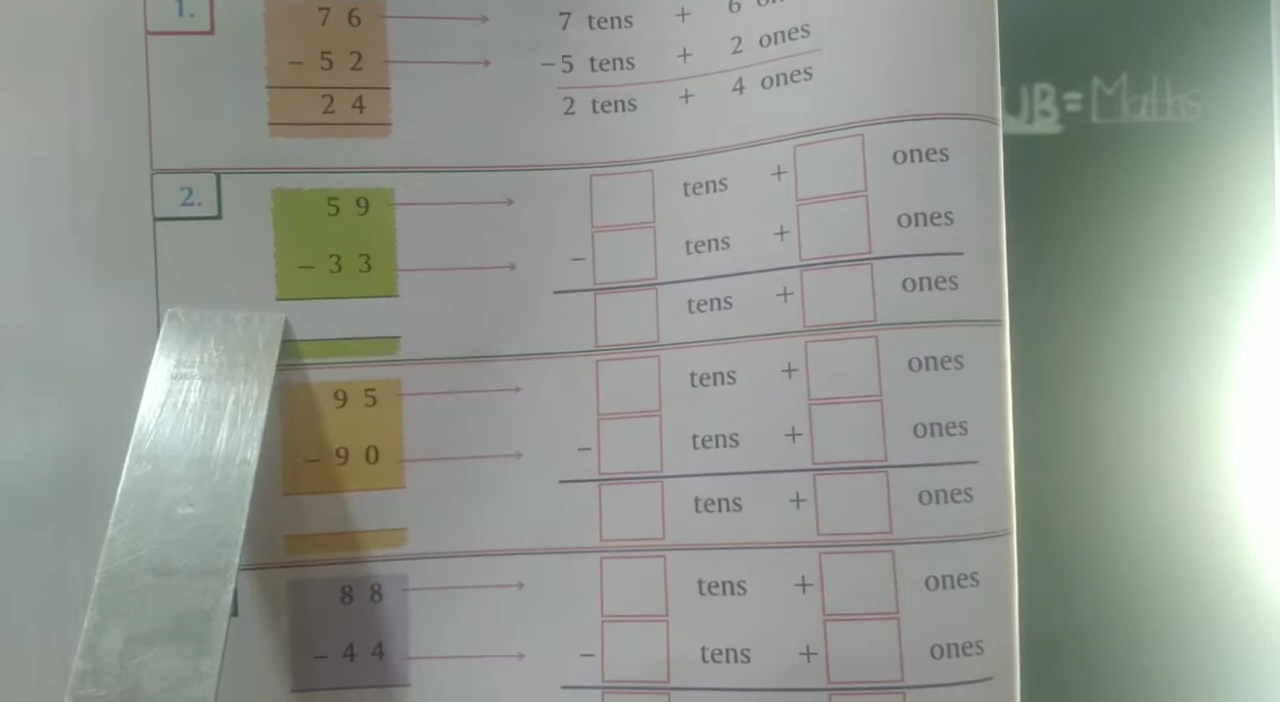 1.
7 6 7 tens + 6
- 5 2 -5 tens + 2 ones
2 4 2 tens + 4 ones
2.
5 9 tens + ones
- 3 3 - tens + ones
tens + ones
9 5 tens + ones
- 9 0 - tens + ones
tens + ones
8 8 tens + ones
- 4 4 - tens + ones
= Maths